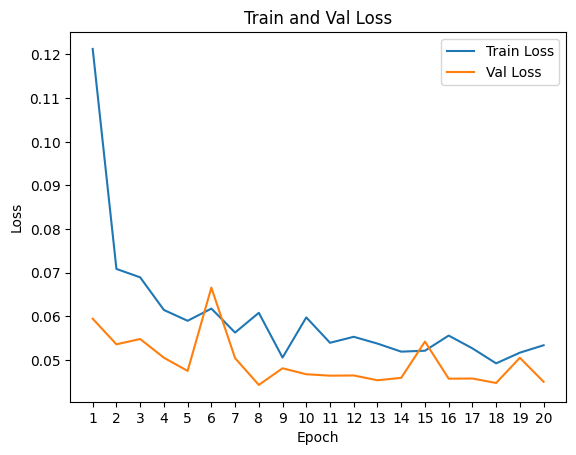 Train and Val Loss
Train Loss
Val Loss
0.12
0.11
0.10
0.09
0.08
0.07
0.06
0.05
Loss
1 2 3 4 5 6 7 8 9 10 11 12 13 14 15 16 17 18 19 20
Epoch